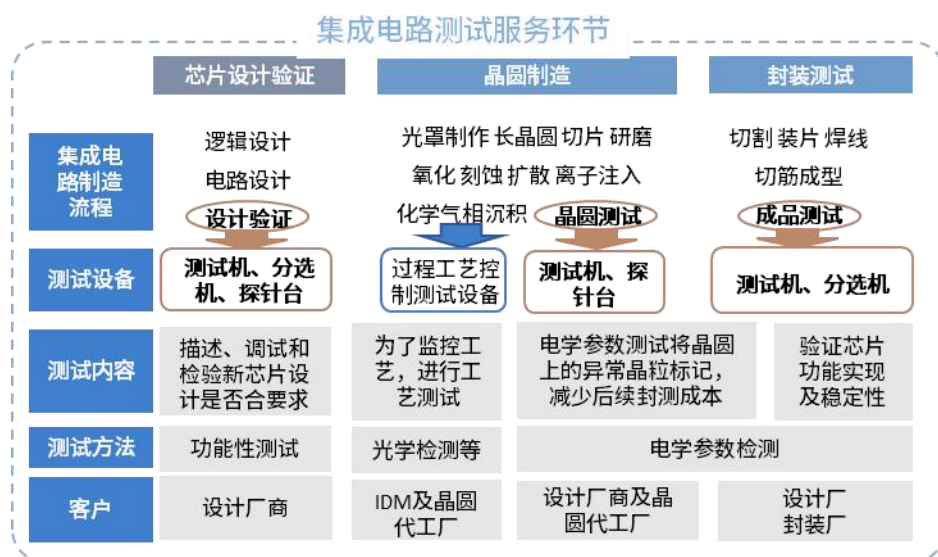 集成电路测试服务环节
芯片设计验证
晶圆制造
封装测试
集成电
路制造
流程
逻辑设计
电路设计
设计验证
光罩制作 长晶圆 切片 研磨
氧化 刻蚀 扩散 离子注入
化学气相沉积
晶圆测试
切割 装片 焊线
切筋成型
成品测试
测试设备
测试机、分选
机、探针台
过程工艺控
制测试设备
测试机、探
针台
测试机、分选机
测试内容
描述、调试和
检验新芯片设
计是否合要求
为了监控工
艺，进行工
艺测试
电学参数测试将晶圆
上的异常晶粒标记，
减少后续封测成本
验证芯片
功能实现
及稳定性
测试方法
功能性测试
光学检测等
电学参数检测
客户
设计厂商
IDM及晶圆
代工厂
设计厂商及晶
圆代工厂
设计厂
封装厂